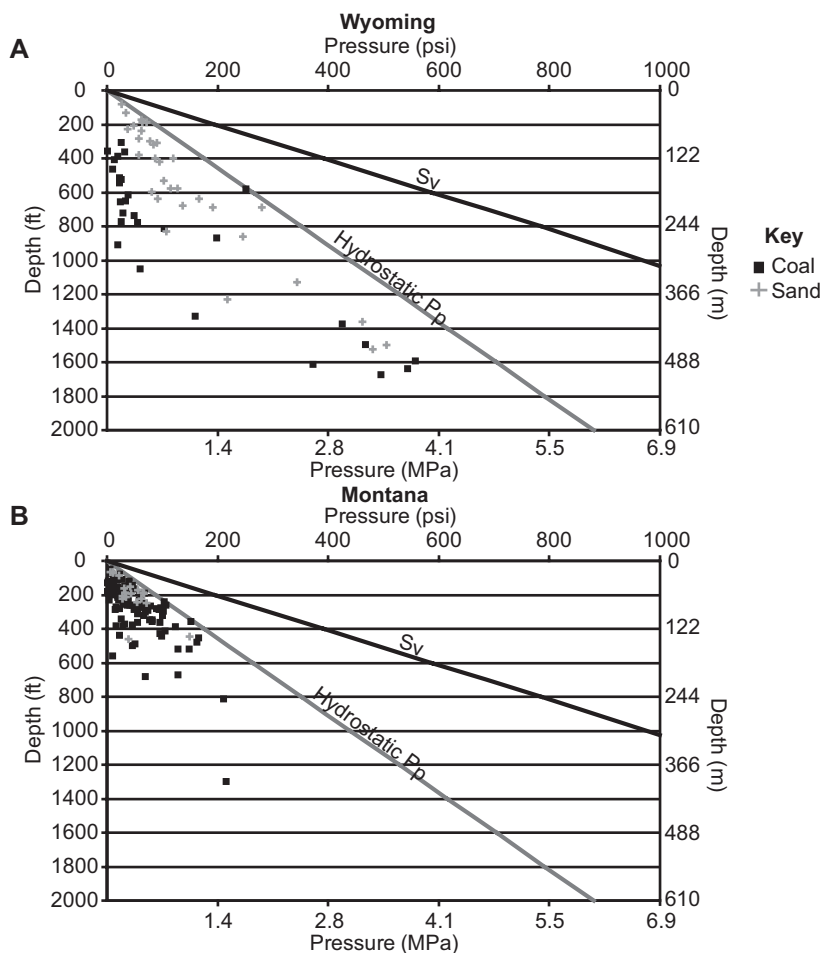 Wyoming
A
Pressure (psi)
0 200 400 600 800 1000
0 0
200
400 122
600
800 244
1000
1200 366
1400
1600 488
1800
2000 610
Depth (ft)
Depth (m)
Sv
Hydrostatic Pp
1.4 2.8 4.1 5.5 6.9
Pressure (MPa)
Key
Coal
Sand
Montana
B
Pressure (psi)
0 200 400 600 800 1000
0 0
200
400 122
600
800 244
1000
1200 366
1400
1600 488
1800
2000 610
Depth (ft)
Depth (m)
Sv
Hydrostatic Pp
1.4 2.8 4.1 5.5 6.9
Pressure (MPa)